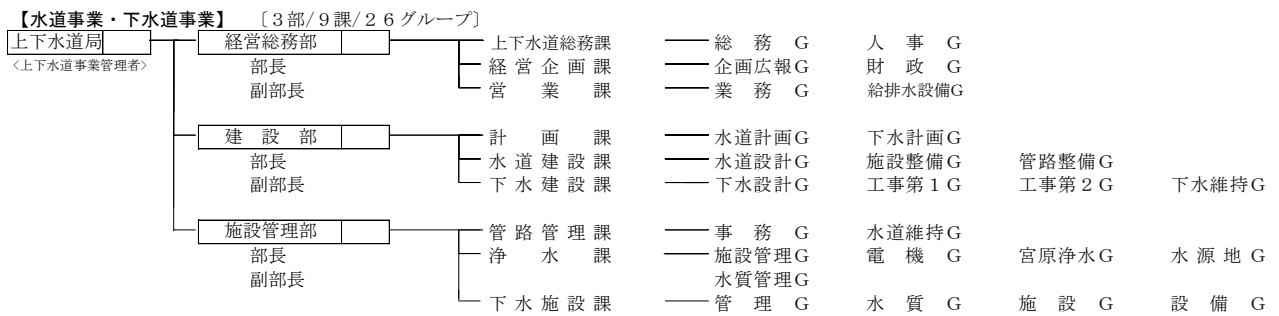 【水道事業・下水道事業】 〔3部/9課/26グループ〕
上下水道局 経営総務部 上下水道総務課 総務G 人事G
<上下水道事業管理者> 部長 経営企画課 企画広報G 財政G
副部長 営業課 業務G 給排水設備G
建設部 計画課 水道計画G 下水計画G
部長 水道建設課 水道設計G 施設整備G 管路整備G
副部長 下水建設課 下水設計G 工事第1G 工事第2G 下水維持G
施設管理部 管路管理課 事務G 水道維持G
部長 浄水課 施設管理G 電機G 宮原浄水G 水源地G
副部長 水質管理G
下水施設課 管理G 水質G 施設G 設備G